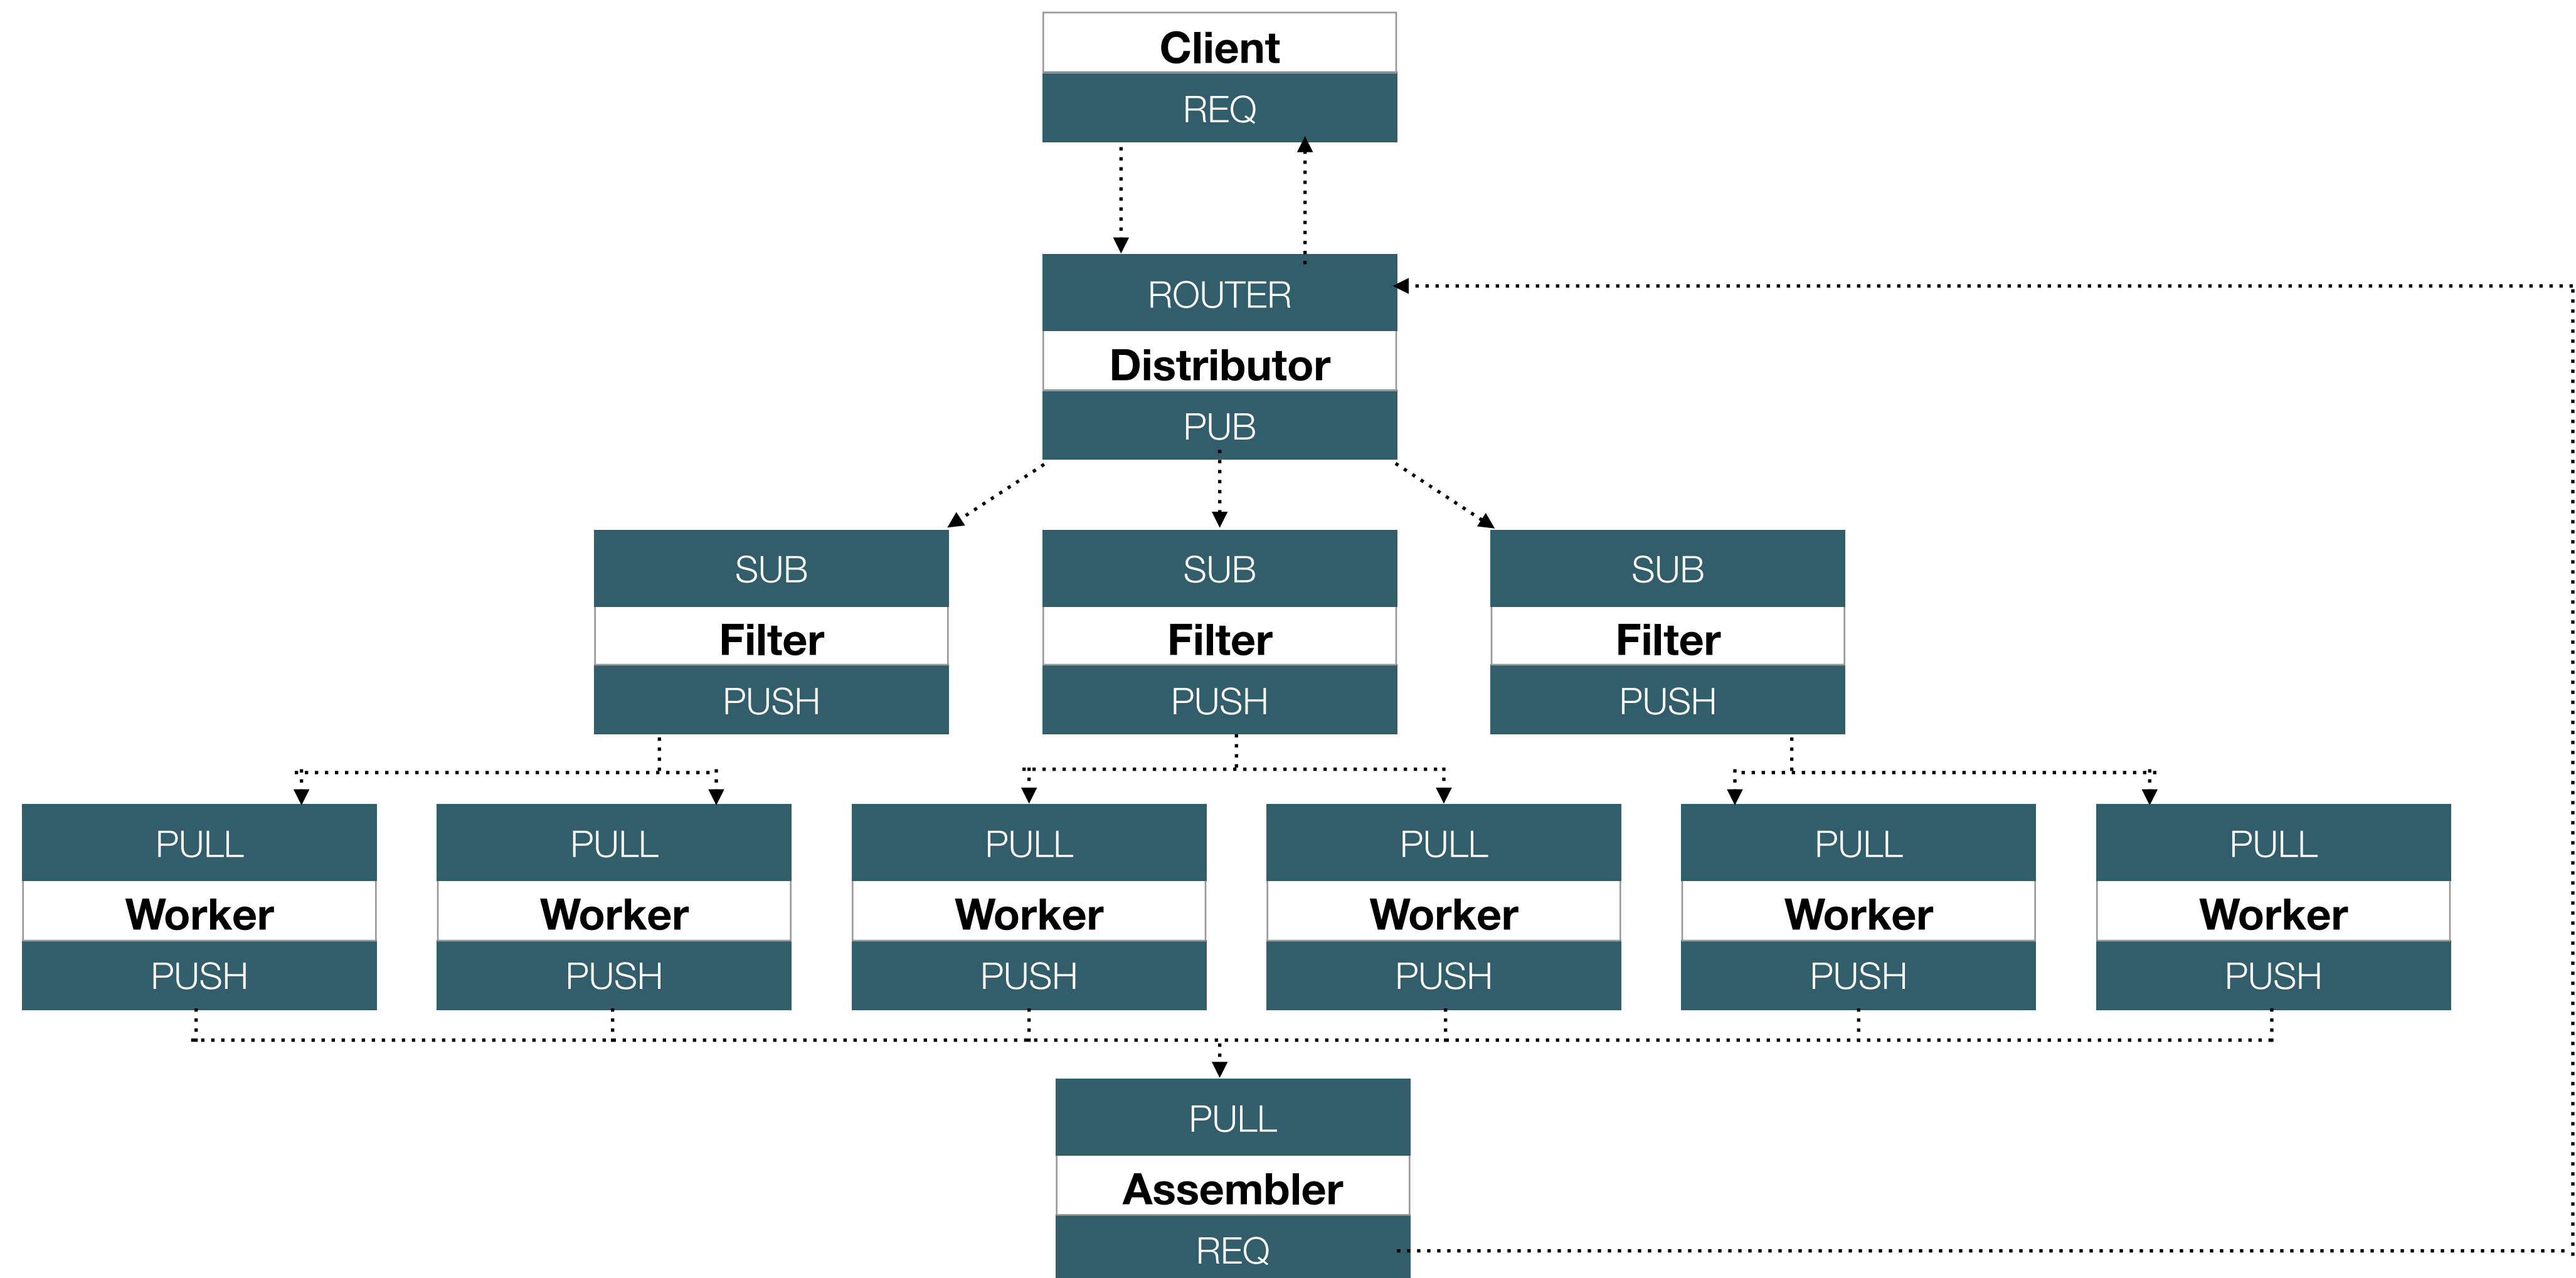 Client
REQ
ROUTER
Distributor
PUB
SUB SUB SUB
Filter Filter Filter
PUSH PUSH PUSH
PULL PULL PULL PULL PULL PULL
Worker Worker Worker Worker Worker Worker
PUSH PUSH PUSH PUSH PUSH PUSH
PULL
Assembler
REQ